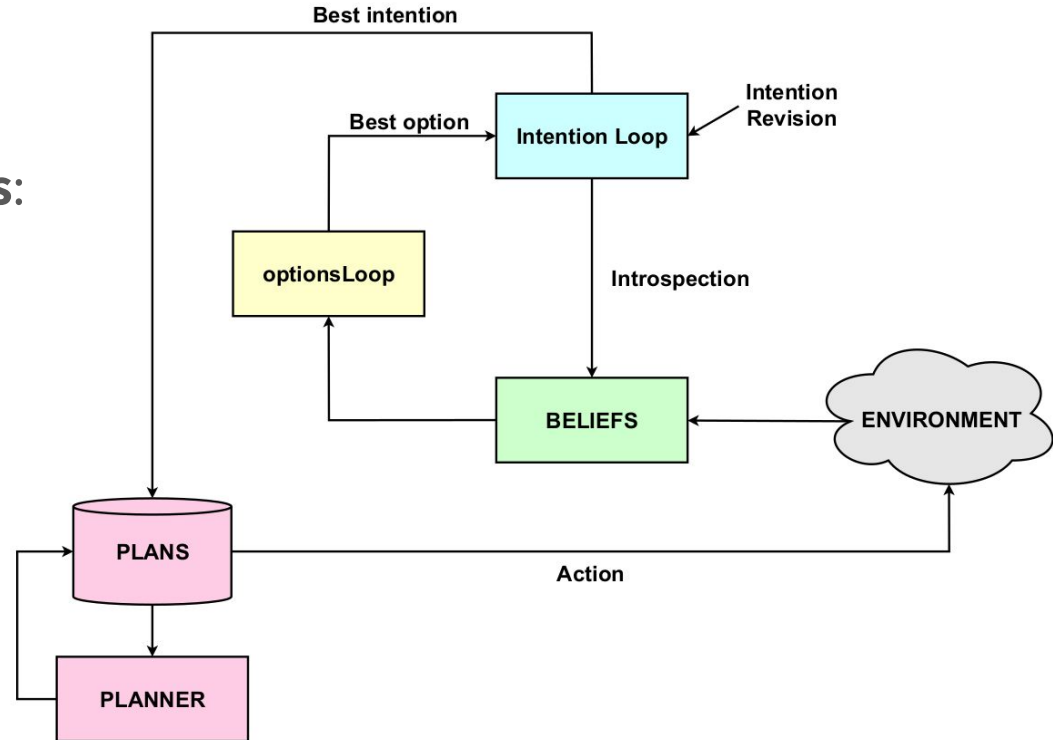 Best intention
Intention
Revision
Best option
Intention Loop
s:
optionsLoop
Introspection
BELIEFS
ENVIRONMENT
PLANS
Action
PLANNER